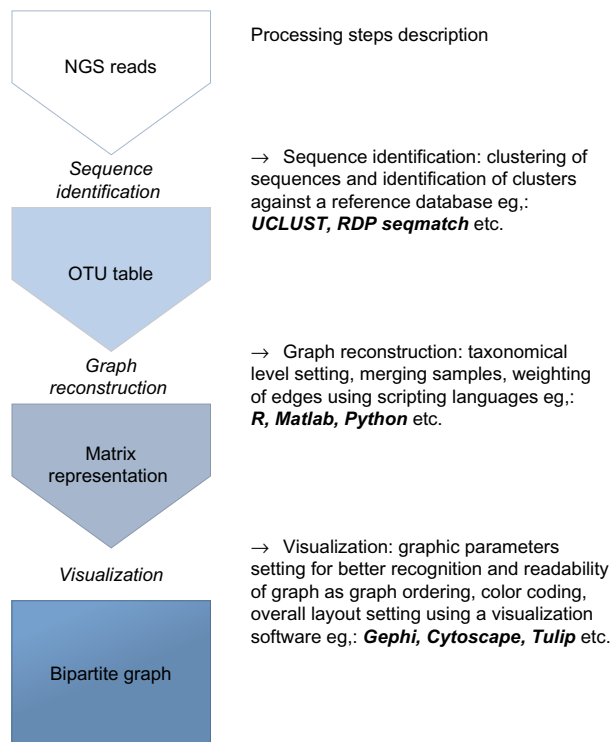 NGS reads
Processing steps description
Sequence
identification
→ Sequence identification: clustering of
sequences and identification of clusters
against a reference database eg,:
UCLUST, RDP seqmatch etc.
OTU table
Graph
reconstruction
→ Graph reconstruction: taxonomical
level setting, merging samples, weighting
of edges using scripting languages eg,:
R, Matlab, Python etc.
Matrix
representation
Visualization
→ Visualization: graphic parameters
setting for better recognition and readability
of graph as graph ordering, color coding,
overall layout setting using a visualization
software eg,: Gephi, Cytoscape, Tulip etc.
Bipartite graph